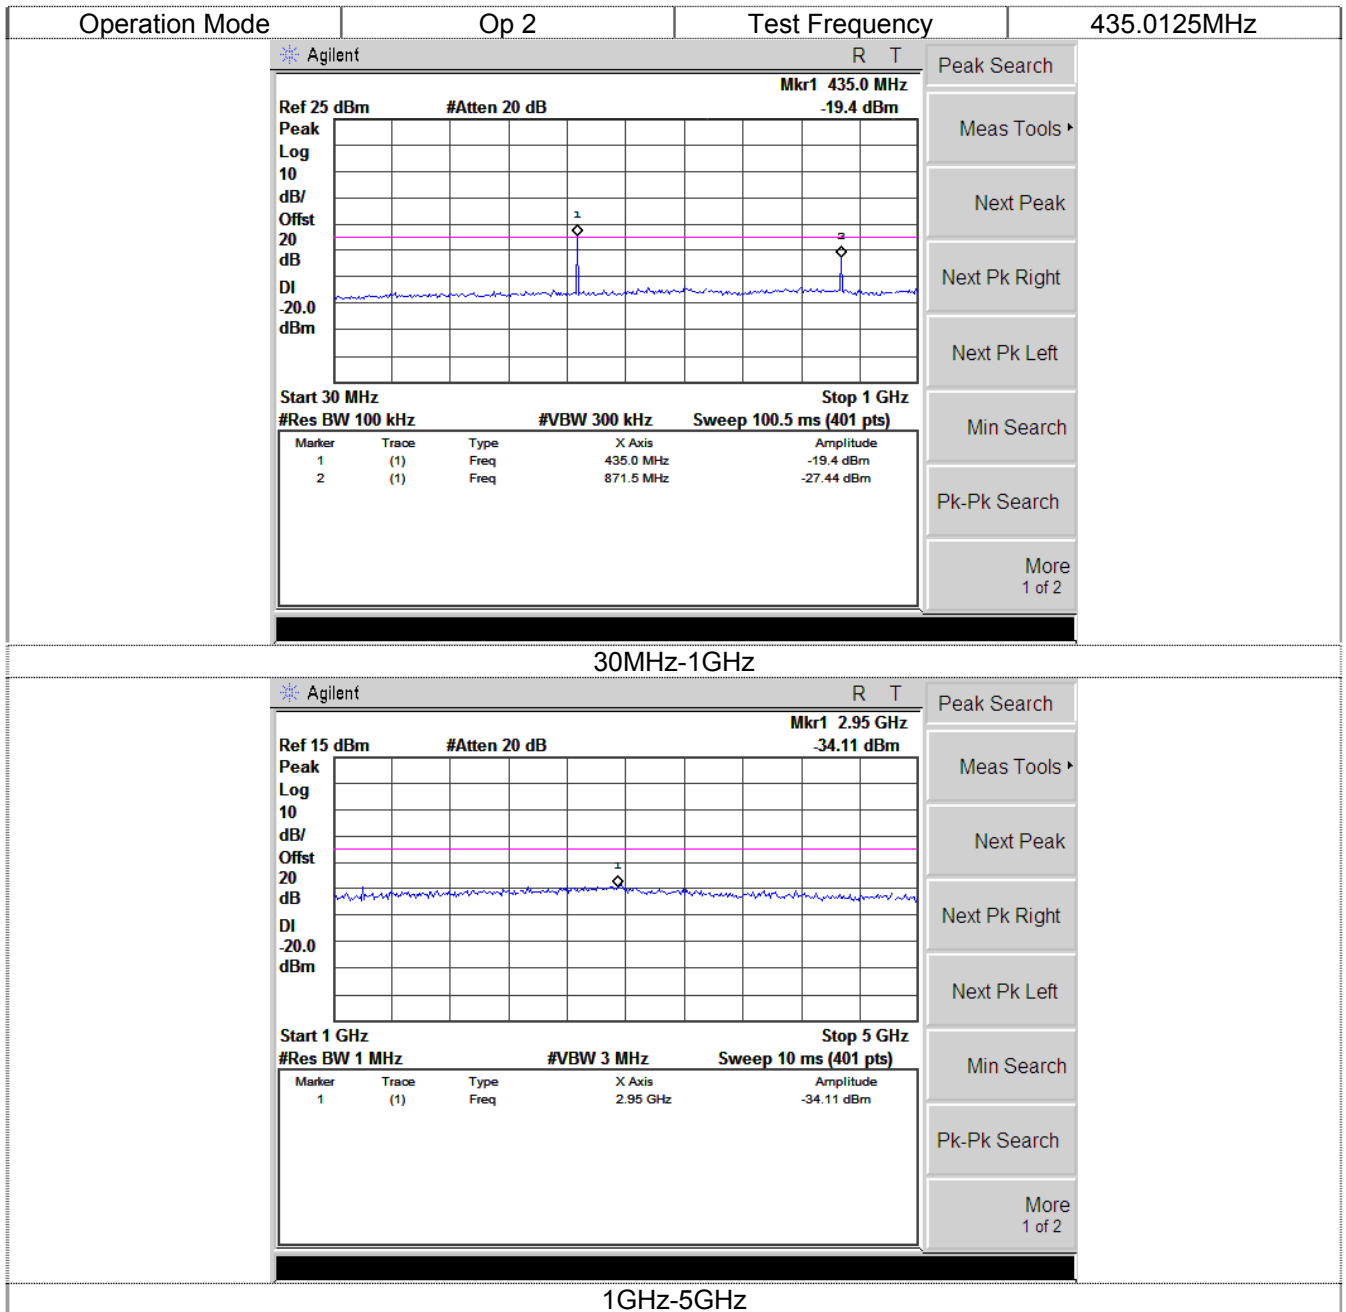 Operation Mode Op 2 Test Frequency 435.0125MHz
Agilent R T
Peak Search
Mkr1 435.0 MHz
Ref 25 dBm #Atten 20 dB -19.4 dBm
Peak
Log
10
dB/
Offst
20
dB
DI
-20.0
dBm
1
2
Start 30 MHz Stop 1 GHz
#Res BW 100 kHz #VBW 300 kHz Sweep 100.5 ms (401 pts)
Marker Trace Type X Axis Amplitude
1 (1) Freq 435.0 MHz -19.4 dBm
2 (1) Freq 871.5 MHz -27.44 dBm
Meas Tools
Next Peak
Next Pk Right
Next Pk Left
Min Search
Pk-Pk Search
More
1 of 2
30MHz-1GHz
Agilent R T
Peak Search
Mkr1 2.95 GHz
Ref 15 dBm #Atten 20 dB -34.11 dBm
Peak
Log
10
dB/
Offst
20
dB
DI
-20.0
dBm
1
Start 1 GHz Stop 5 GHz
#Res BW 1 MHz #VBW 3 MHz Sweep 10 ms (401 pts)
Marker Trace Type X Axis Amplitude
1 (1) Freq 2.95 GHz -34.11 dBm
Meas Tools
Next Peak
Next Pk Right
Next Pk Left
Min Search
Pk-Pk Search
More
1 of 2
1GHz-5GHz